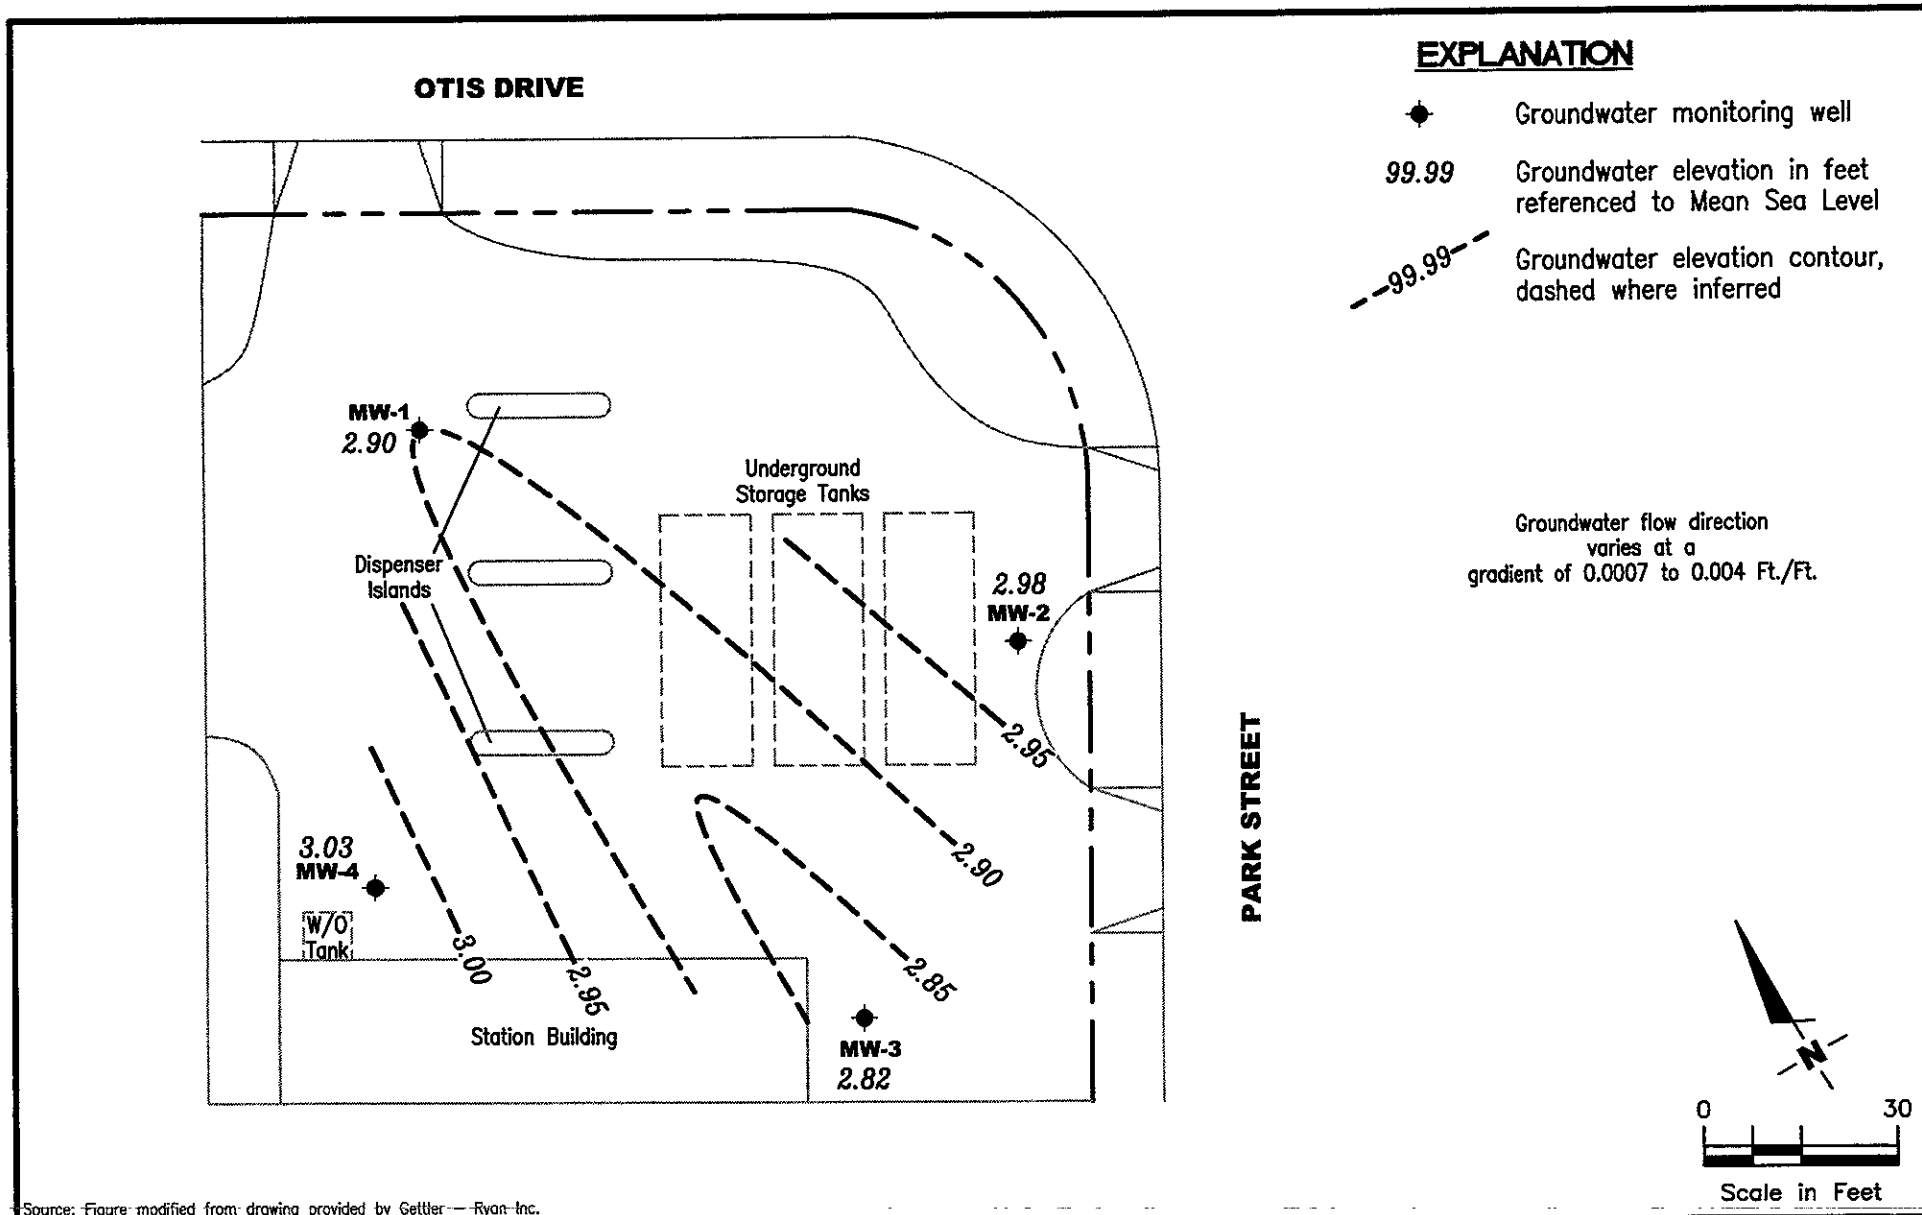 EXPLANATION
OTIS DRIVE
Groundwater monitoring well
99.99
Groundwater elevation in feet
referenced to Mean Sea Level
99.99
Groundwater elevation contour,
dashed where inferred
MW-1
2.90
Underground
Storage Tanks
Dispenser
Islands
2.98
MW-2
Groundwater flow direction
varies at a
gradient of 0.0007 to 0.004 Ft./Ft.
2.95
PARK STREET
2.90
3.03
MW-4
W/O
Tank
3.00
2.95
2.85
Station Building
MW-3
2.82
N
0 30
Scale in Feet
Source: Figure modified from drawing provided by Gettler - Ryan Inc.